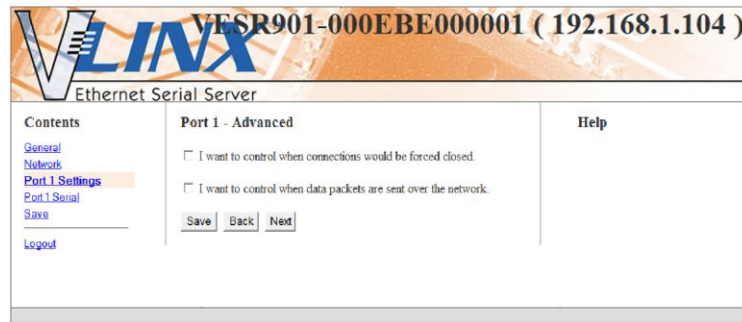 VLINX
VESR901-000EBE000001 ( 192.168.1.104 )
Ethernet Serial Server
Contents
General
Network
Port 1 Settings
Port 1 Serial
Save
Logout
Port 1 - Advanced
I want to control when connections would be forced closed.
I want to control when data packets are sent over the network.
Save Back Next
Help